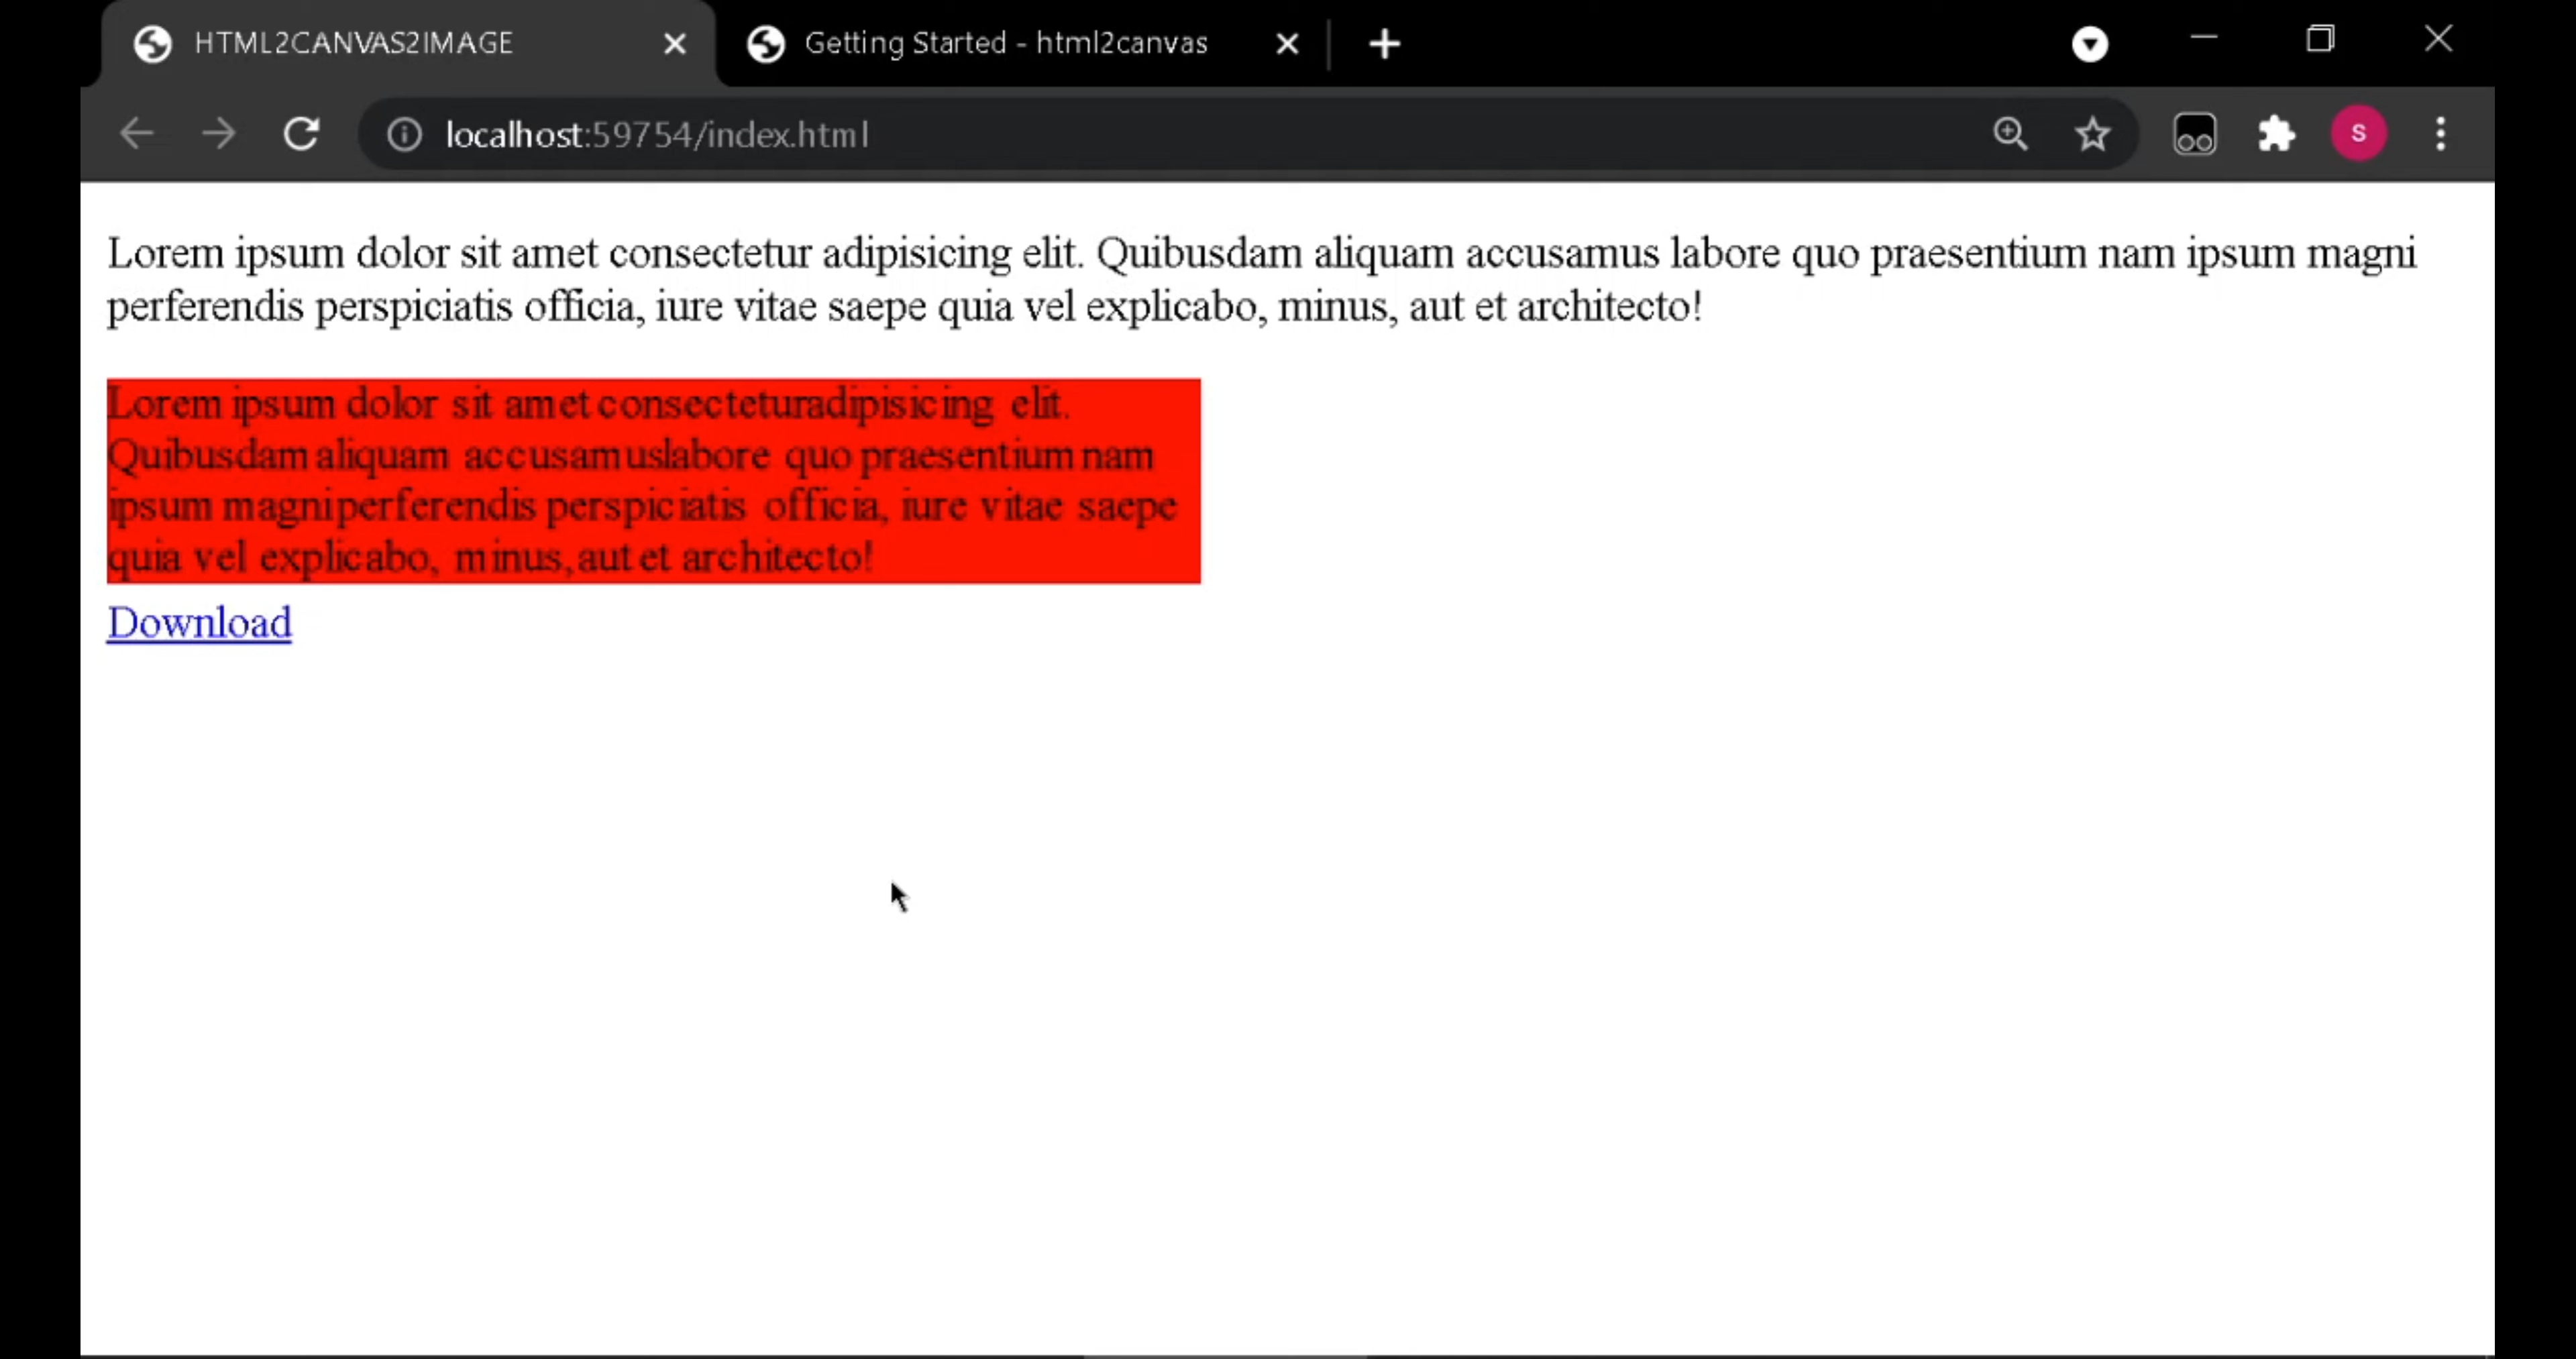 HTML2CANVAS2IMAGE
Getting Started - html2canvas
localhost:59754/index.html
S
Lorem ipsum dolor sit amet consectetur adipisicing elit. Quibusdam aliquam accusamus labore quo praesentium nam ipsum magni
perferendis perspiciatis officia, iure vitae saepe quia vel explicabo, minus, aut et architecto!
Lorem ipsum dolor sit amet consecteturadipisicing elit.
Quibusdam aliquam accusamuslabore quo praesentium nam
ipsum magniperferendis perspiciatis officia, iure vitae saepe
quia vel explicabo, minus, aut et architecto!
Download